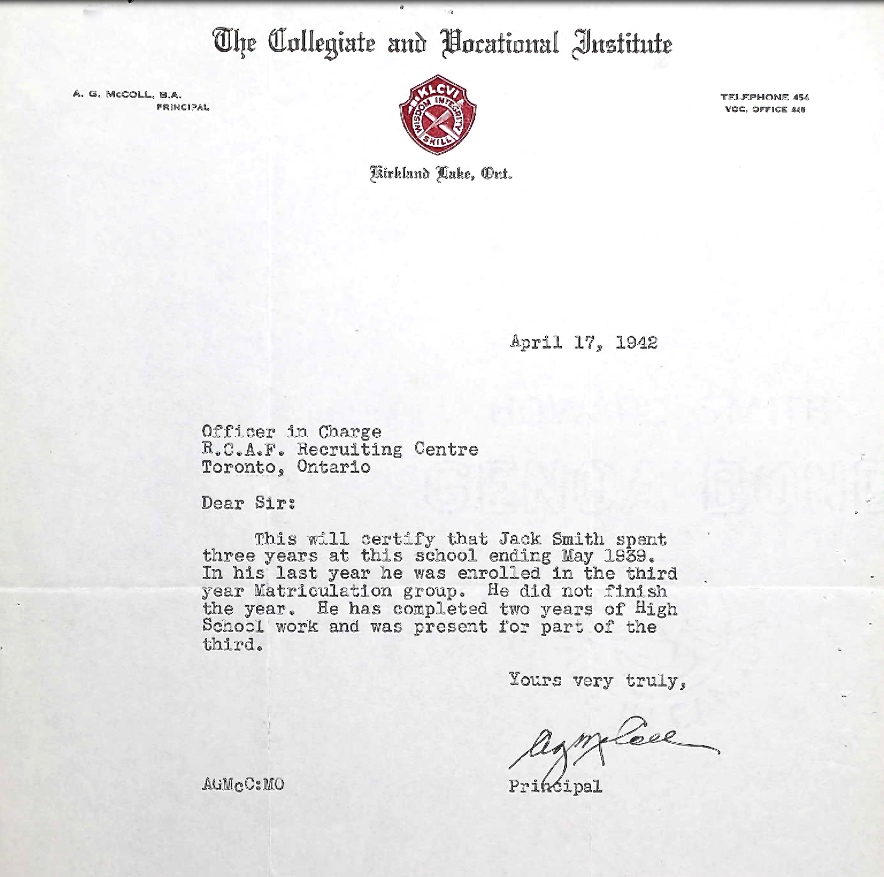 The Collegiate and Vocational Institute
A. G. McCOLL, B.A.
PRINCIPAL
TELEPHONE 454
VOC. OFFICE
KLCVI
WISDOM INTEGRITY
SKILL
Kirkland Lake, Ont.
April 17, 1942
Officer in Charge
R.C.A.F. Recruiting Centre
Toronto, Ontario
Dear Sir:
This will certify that Jack Smith spent
three years at this school ending May 1939.
In his last year he was enrolled in the third
year Matriculation group. He did not finish
the year. He has completed two years of High
School work and was present for part of the
third.
Yours very truly,
AG McColl
AGMcC:MO
Principal